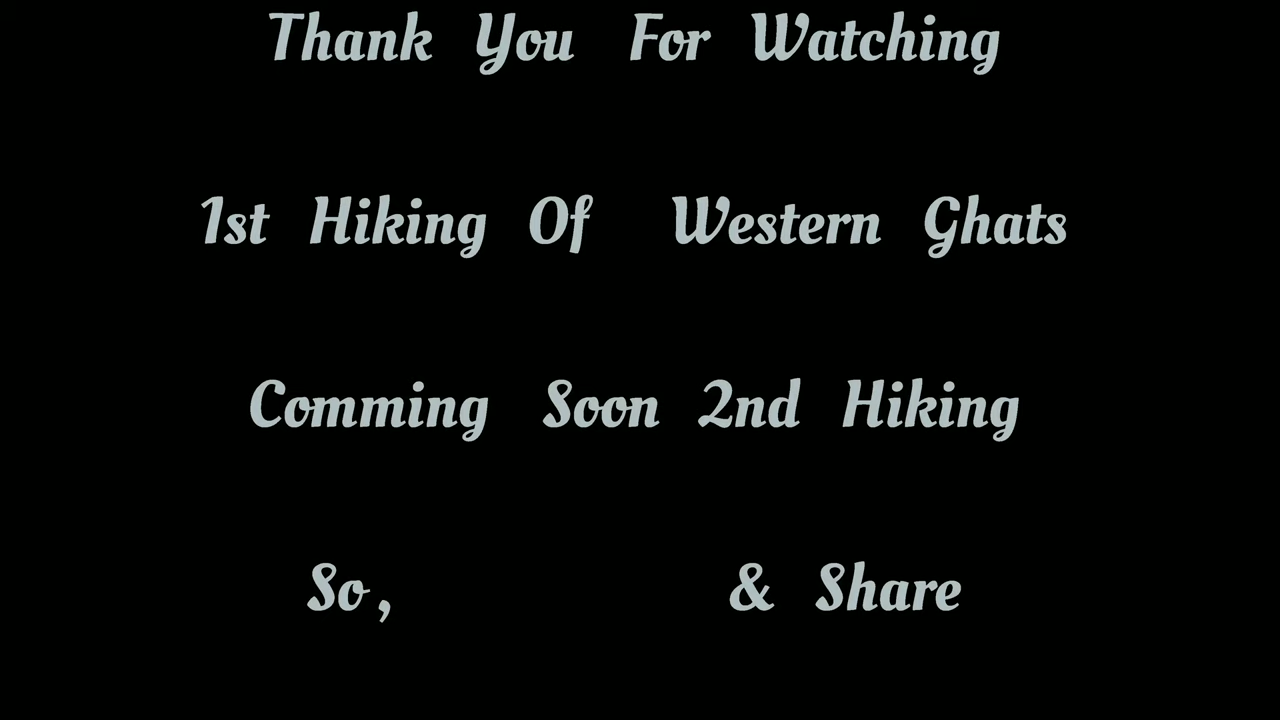 Thank You For Watching
1st Hiking Of Western Ghats
Comming Soon 2nd Hiking
So, & Share